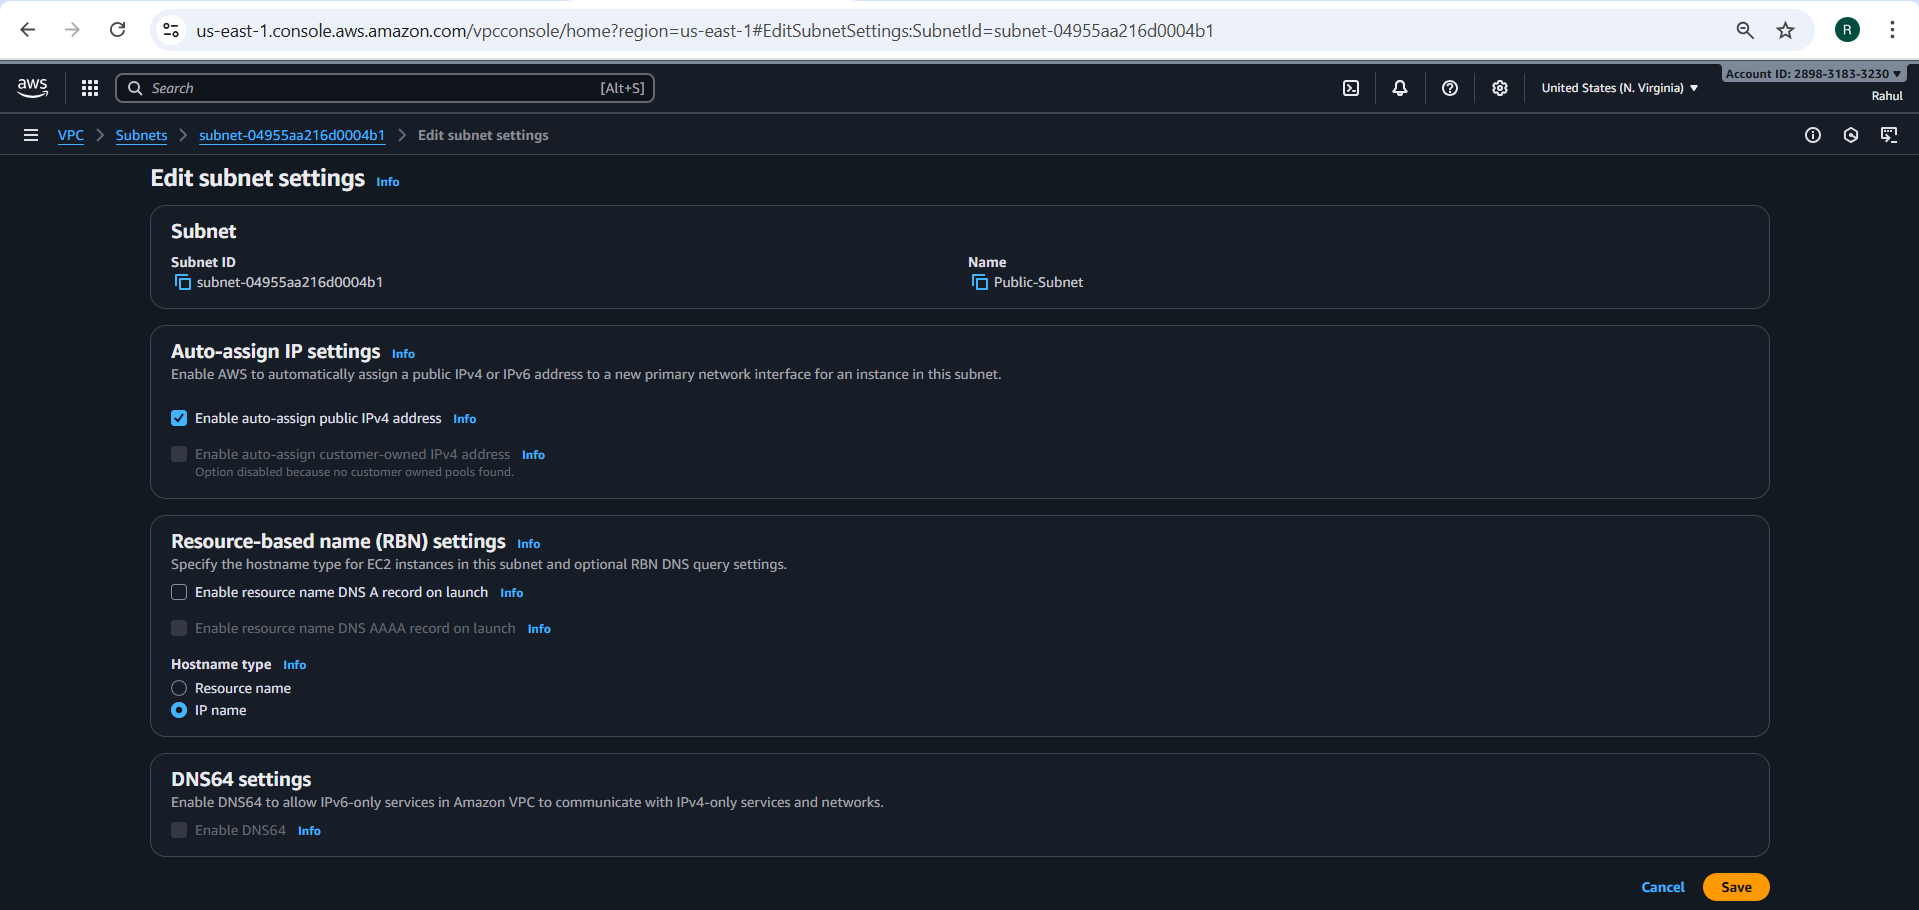 us-east-1.console.aws.amazon.com/vpcconsole/home?region=us-east-1#EditSubnetSettings:SubnetId=subnet-04955aa216d0004b1
R
aws
Search
[Alt+S]
United States (N. Virginia)
Account ID: 2898-3183-3230
Rahul
VPC
Subnets
subnet-04955aa216d0004b1
Edit subnet settings
Edit subnet settings Info
Subnet
Subnet ID
subnet-04955aa216d0004b1
Name
Public-Subnet
Auto-assign IP settings Info
Enable AWS to automatically assign a public IPv4 or IPv6 address to a new primary network interface for an instance in this subnet.
Enable auto-assign public IPv4 address Info
Enable auto-assign customer-owned IPv4 address Info
Option disabled because no customer owned pools found.
Resource-based name (RBN) settings Info
Specify the hostname type for EC2 instances in this subnet and optional RBN DNS query settings.
Enable resource name DNS A record on launch Info
Enable resource name DNS AAAA record on launch Info
Hostname type Info
Resource name
IP name
DNS64 settings
Enable DNS64 to allow IPv6-only services in Amazon VPC to communicate with IPv4-only services and networks.
Enable DNS64 Info
Cancel
Save